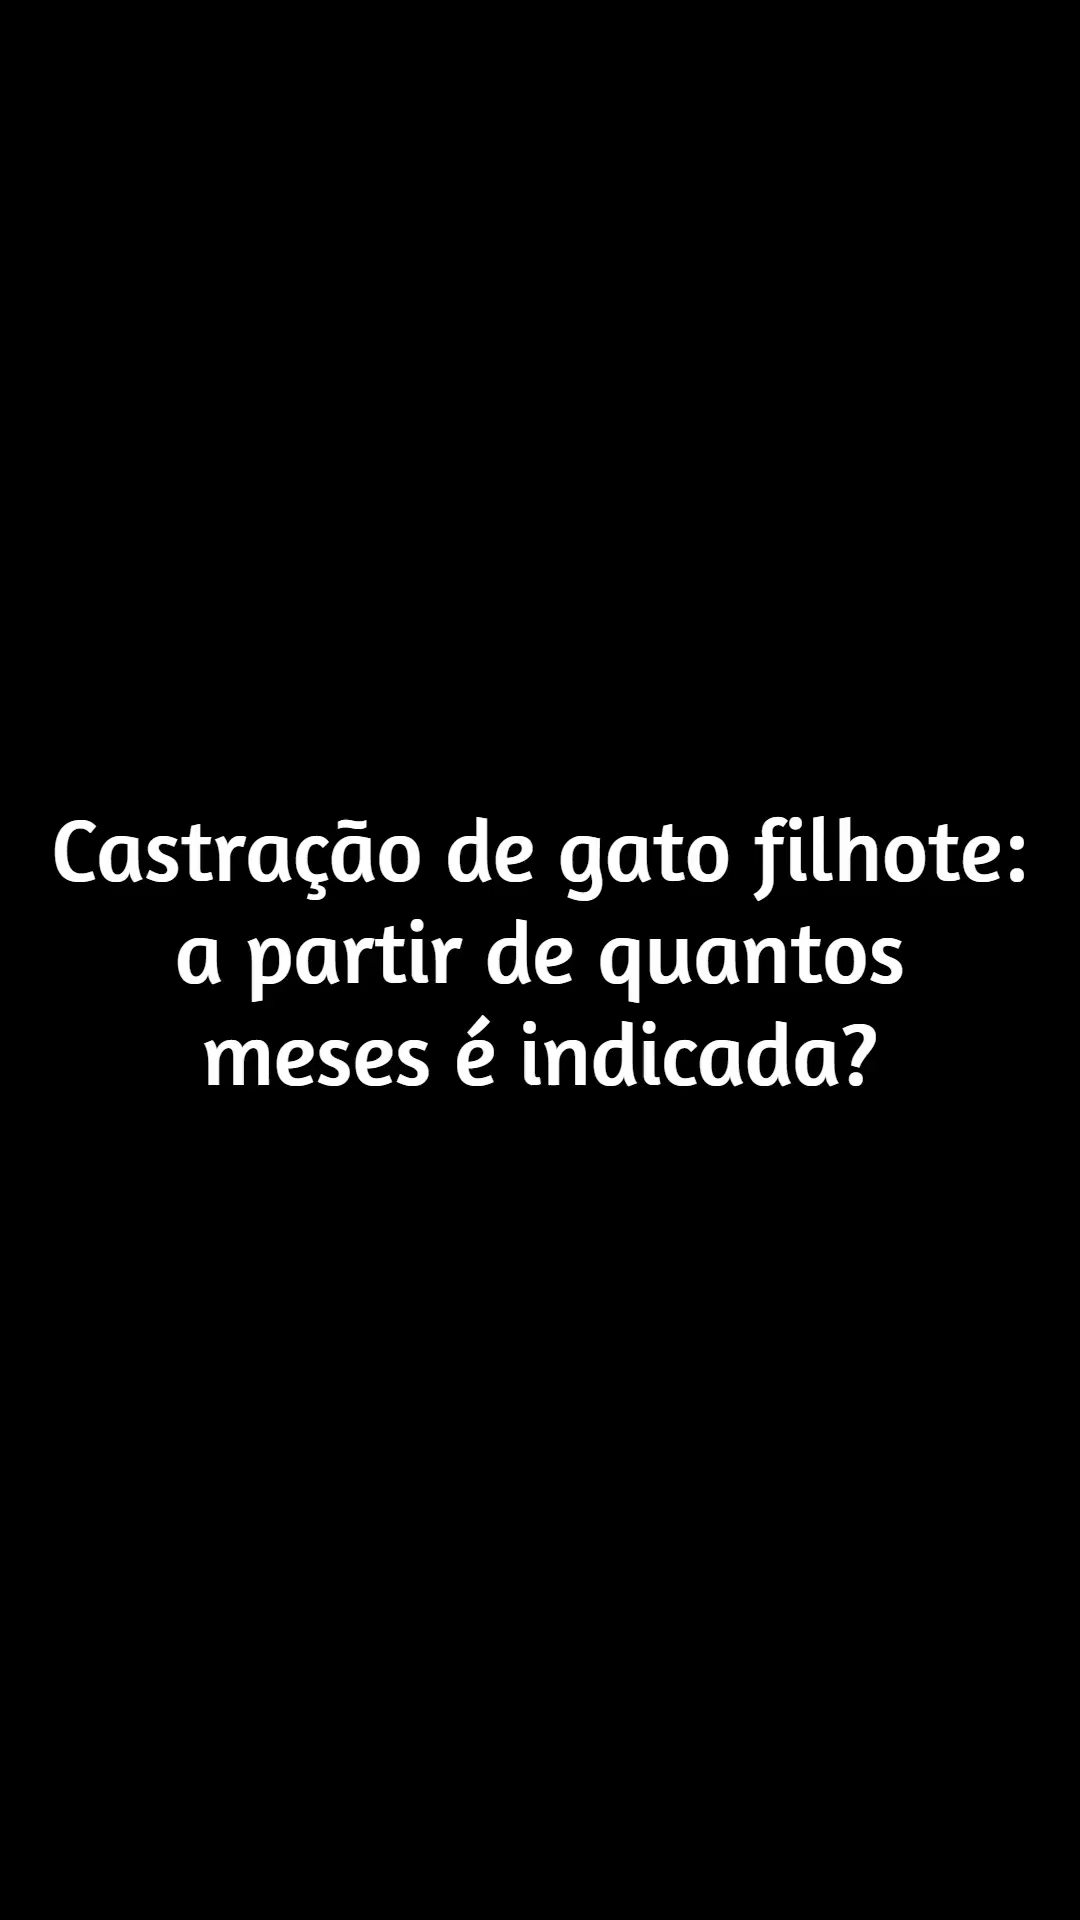 Castração de gato filhote:
a partir de quantos
meses é indicada?